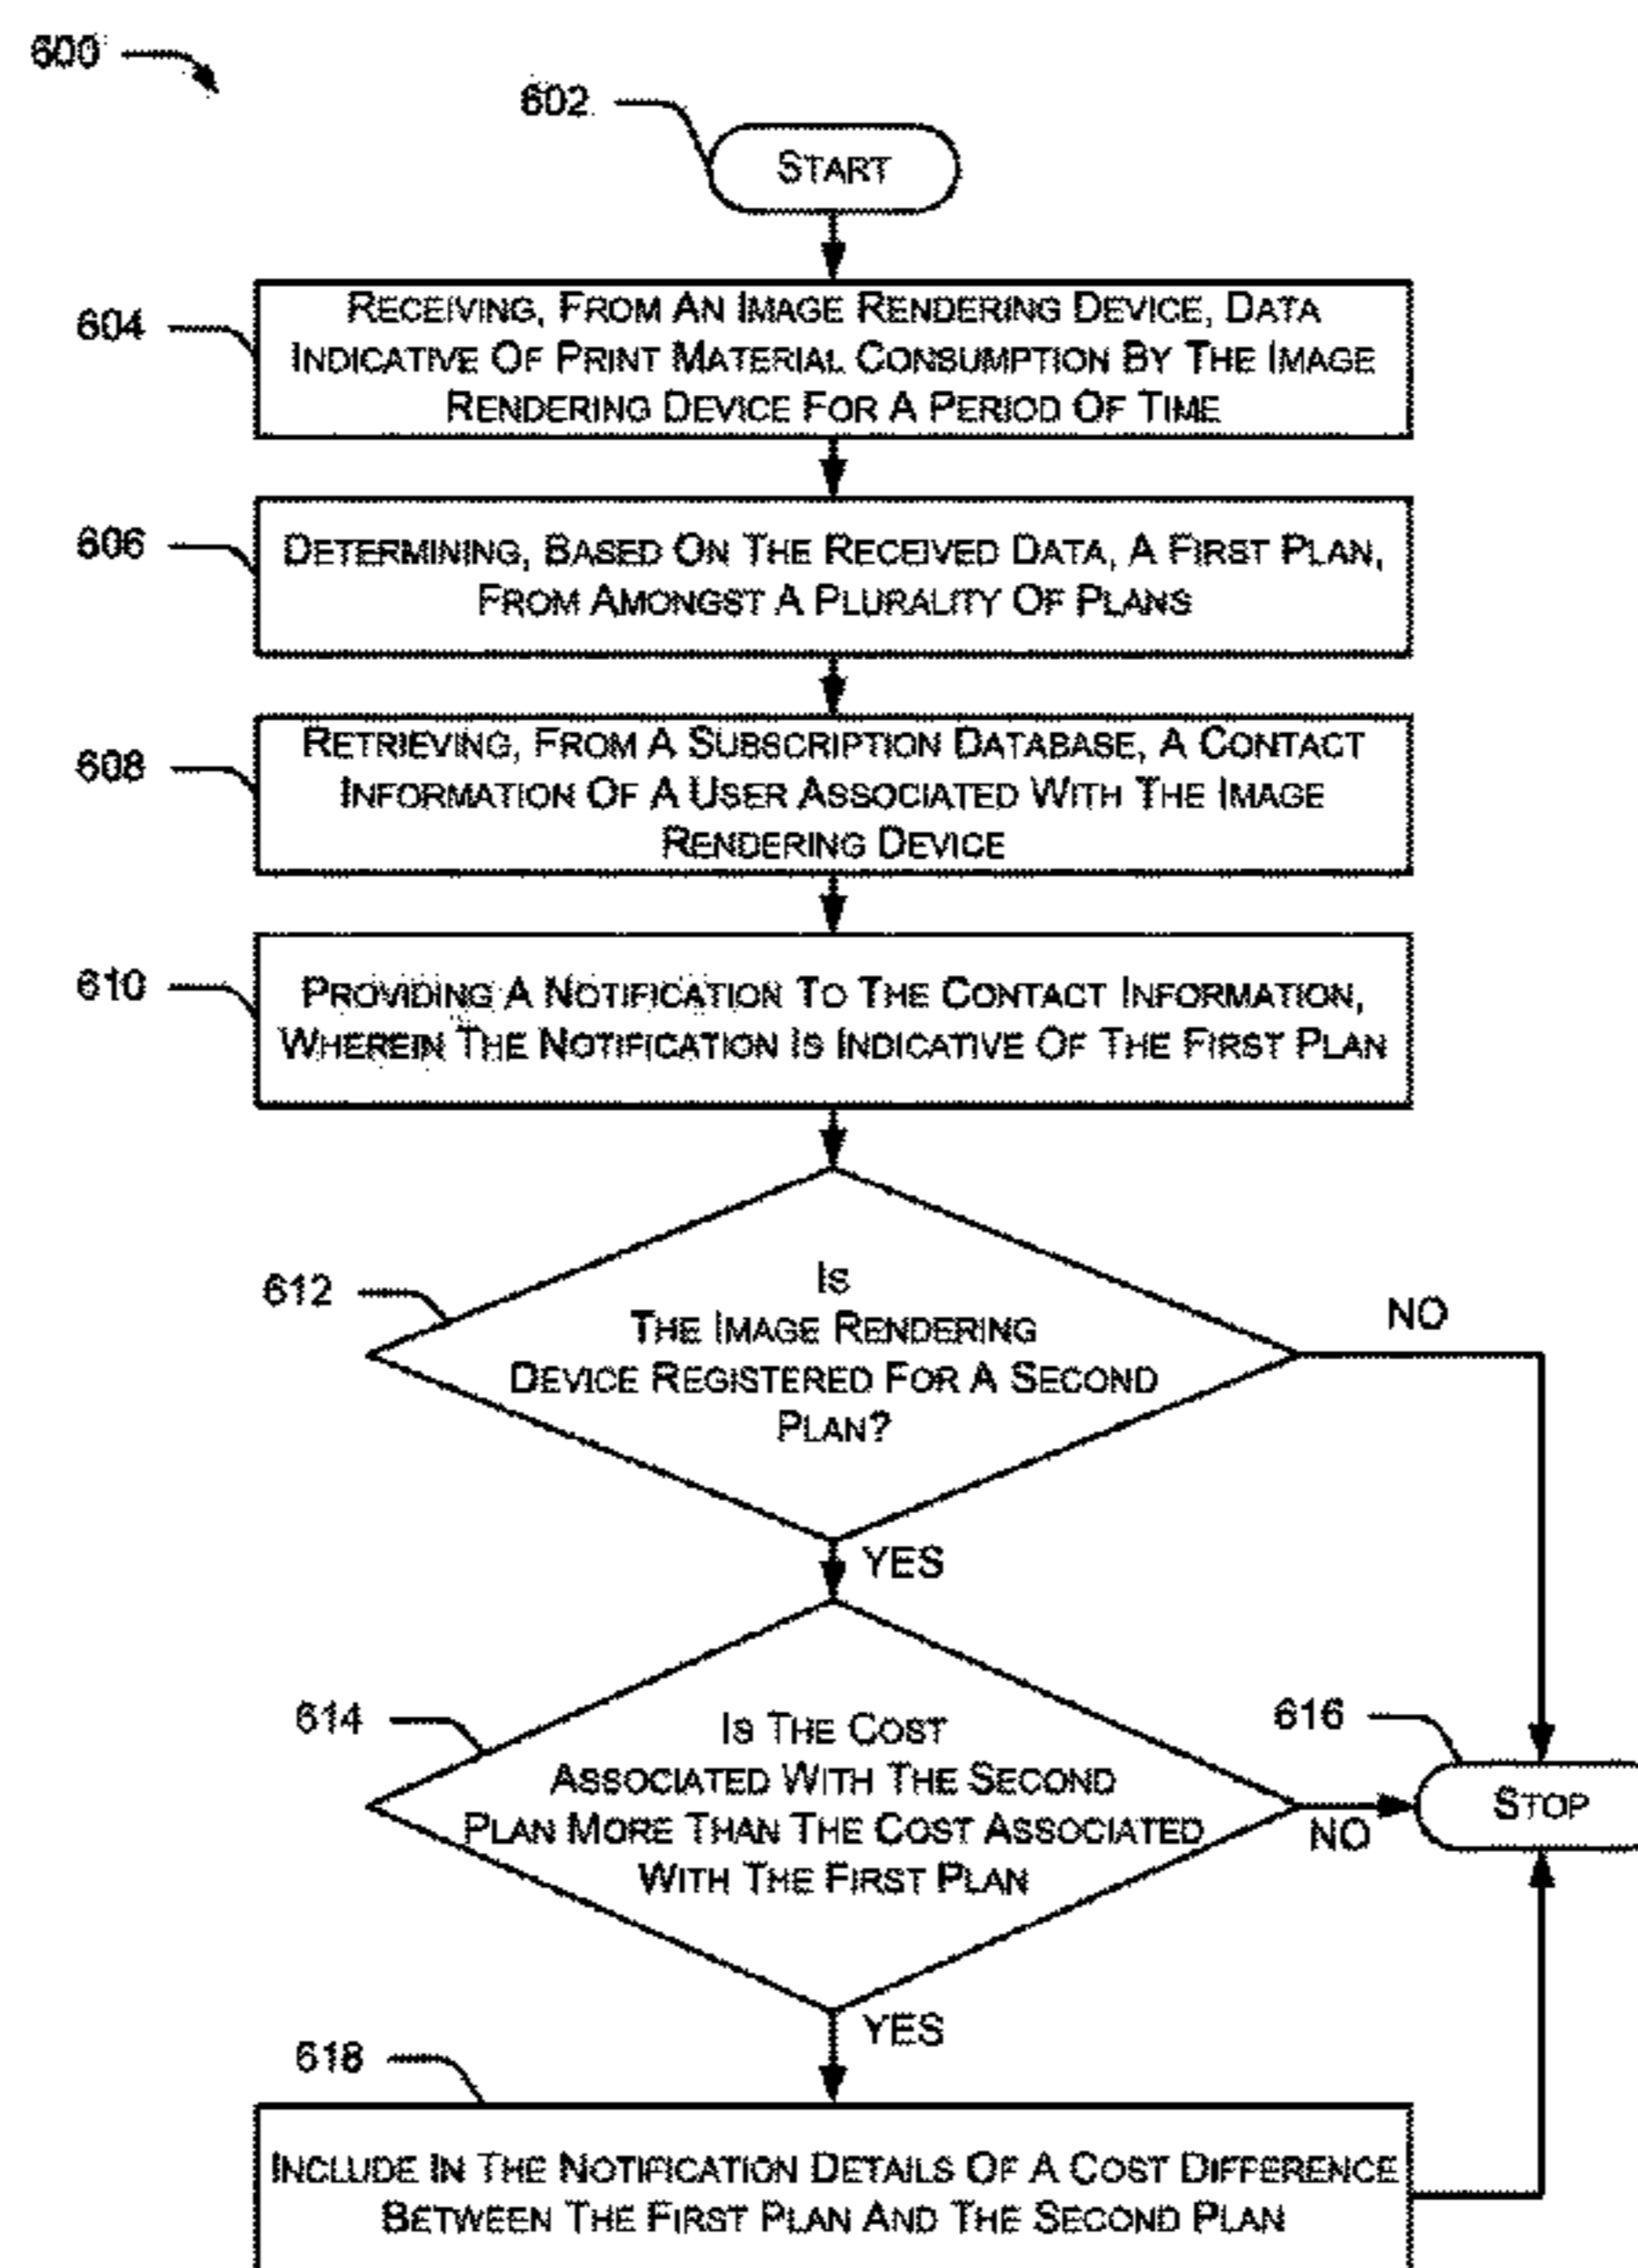 600
602
START
604
RECEIVING, FROM AN IMAGE RENDERING DEVICE, DATA
INDICATIVE OF PRINT MATERIAL CONSUMPTION BY THE IMAGE
RENDERING DEVICE FOR A PERIOD OF TIME
606
DETERMINING, BASED ON THE RECEIVED DATA, A FIRST PLAN,
FROM AMONGST A PLURALITY OF PLANS
608
RETRIEVING, FROM A SUBSCRIPTION DATABASE, A CONTACT
INFORMATION OF A USER ASSOCIATED WITH THE IMAGE
RENDERING DEVICE
610
PROVIDING A NOTIFICATION TO THE CONTACT INFORMATION,
WHEREIN THE NOTIFICATION IS INDICATIVE OF THE FIRST PLAN
612
IS
THE IMAGE RENDERING
DEVICE REGISTERED FOR A SECOND
PLAN?
NO
YES
614
IS THE COST
ASSOCIATED WITH THE SECOND
PLAN MORE THAN THE COST ASSOCIATED
WITH THE FIRST PLAN
616
STOP
NO
YES
618
INCLUDE IN THE NOTIFICATION DETAILS OF A COST DIFFERENCE
BETWEEN THE FIRST PLAN AND THE SECOND PLAN